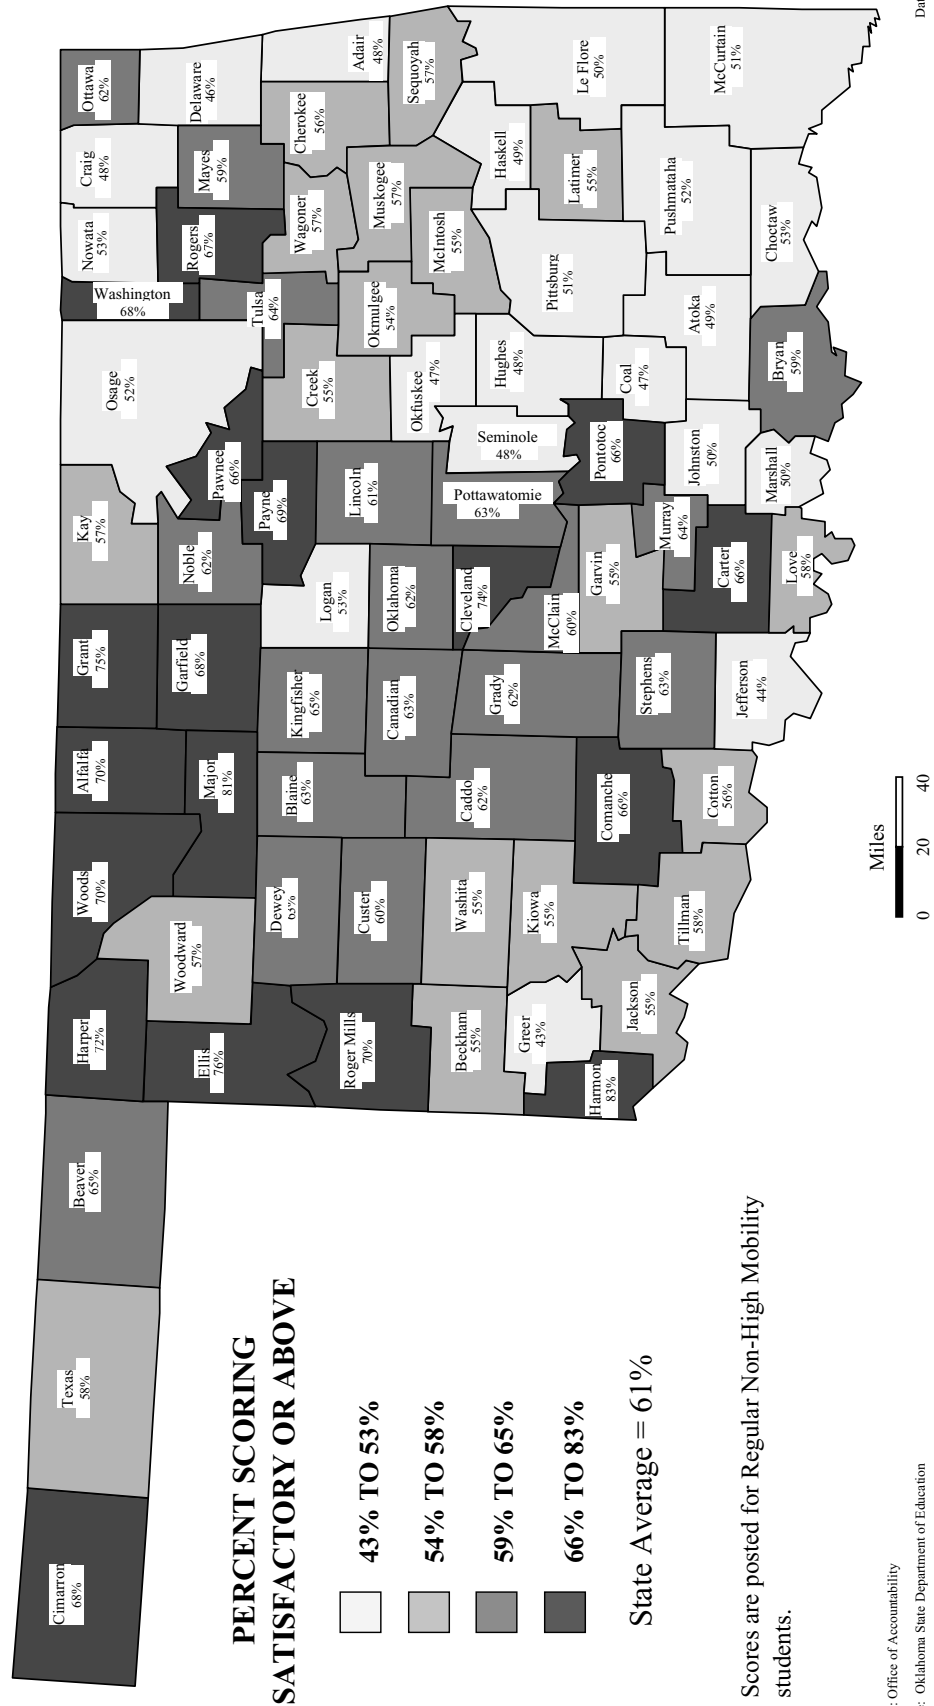 Cimarron
68%
Texas
58%
Beaver
65%
Harper
72%
Woods
70%
Alfalfa
70%
Grant
75%
Kay
57%
Osage
52%
Washington
68%
Nowata
53%
Craig
48%
Ottawa
62%
Ellis
76%
Woodward
57%
Major
81%
Garfield
68%
Noble
62%
Pawnee
66%
Rogers
67%
Mayes
59%
Delaware
46%
Roger Mills
70%
Dewey
63%
Blaine
63%
Kingfisher
65%
Logan
53%
Payne
69%
Creek
55%
Tulsa
64%
Wagoner
57%
Cherokee
56%
Adair
48%
Custer
60%
Canadian
63%
Oklahoma
62%
Lincoln
61%
Okfuskee
47%
Okmulgee
54%
Muskogee
57%
Sequoyah
57%
Beckham
55%
Washita
55%
Caddo
62%
Grady
62%
Cleveland
74%
McClain
60%
Pottawatomie
63%
Seminole
48%
Hughes
48%
McIntosh
55%
Haskell
49%
Harmon
83%
Greer
43%
Kiowa
55%
Comanche
66%
Stephens
63%
Garvin
55%
Pontotoc
66%
Coal
47%
Pittsburg
51%
Latimer
55%
Le Flore
50%
Jackson
55%
Tillman
58%
Cotton
56%
Jefferson
44%
Murray
64%
Carter
66%
Love
58%
Johnston
50%
Marshall
50%
Atoka
49%
Bryan
59%
Pushmataha
52%
Choctaw
53%
McCurtain
51%
PERCENT SCORING
SATISFACTORY OR ABOVE
43% TO 53%
54% TO 58%
59% TO 65%
66% TO 83%
State Average = 61%
Scores are posted for Regular Non-High Mobility
students.
Miles
0 20 40
: Office of Accountability
: Oklahoma State Department of Education
Dat